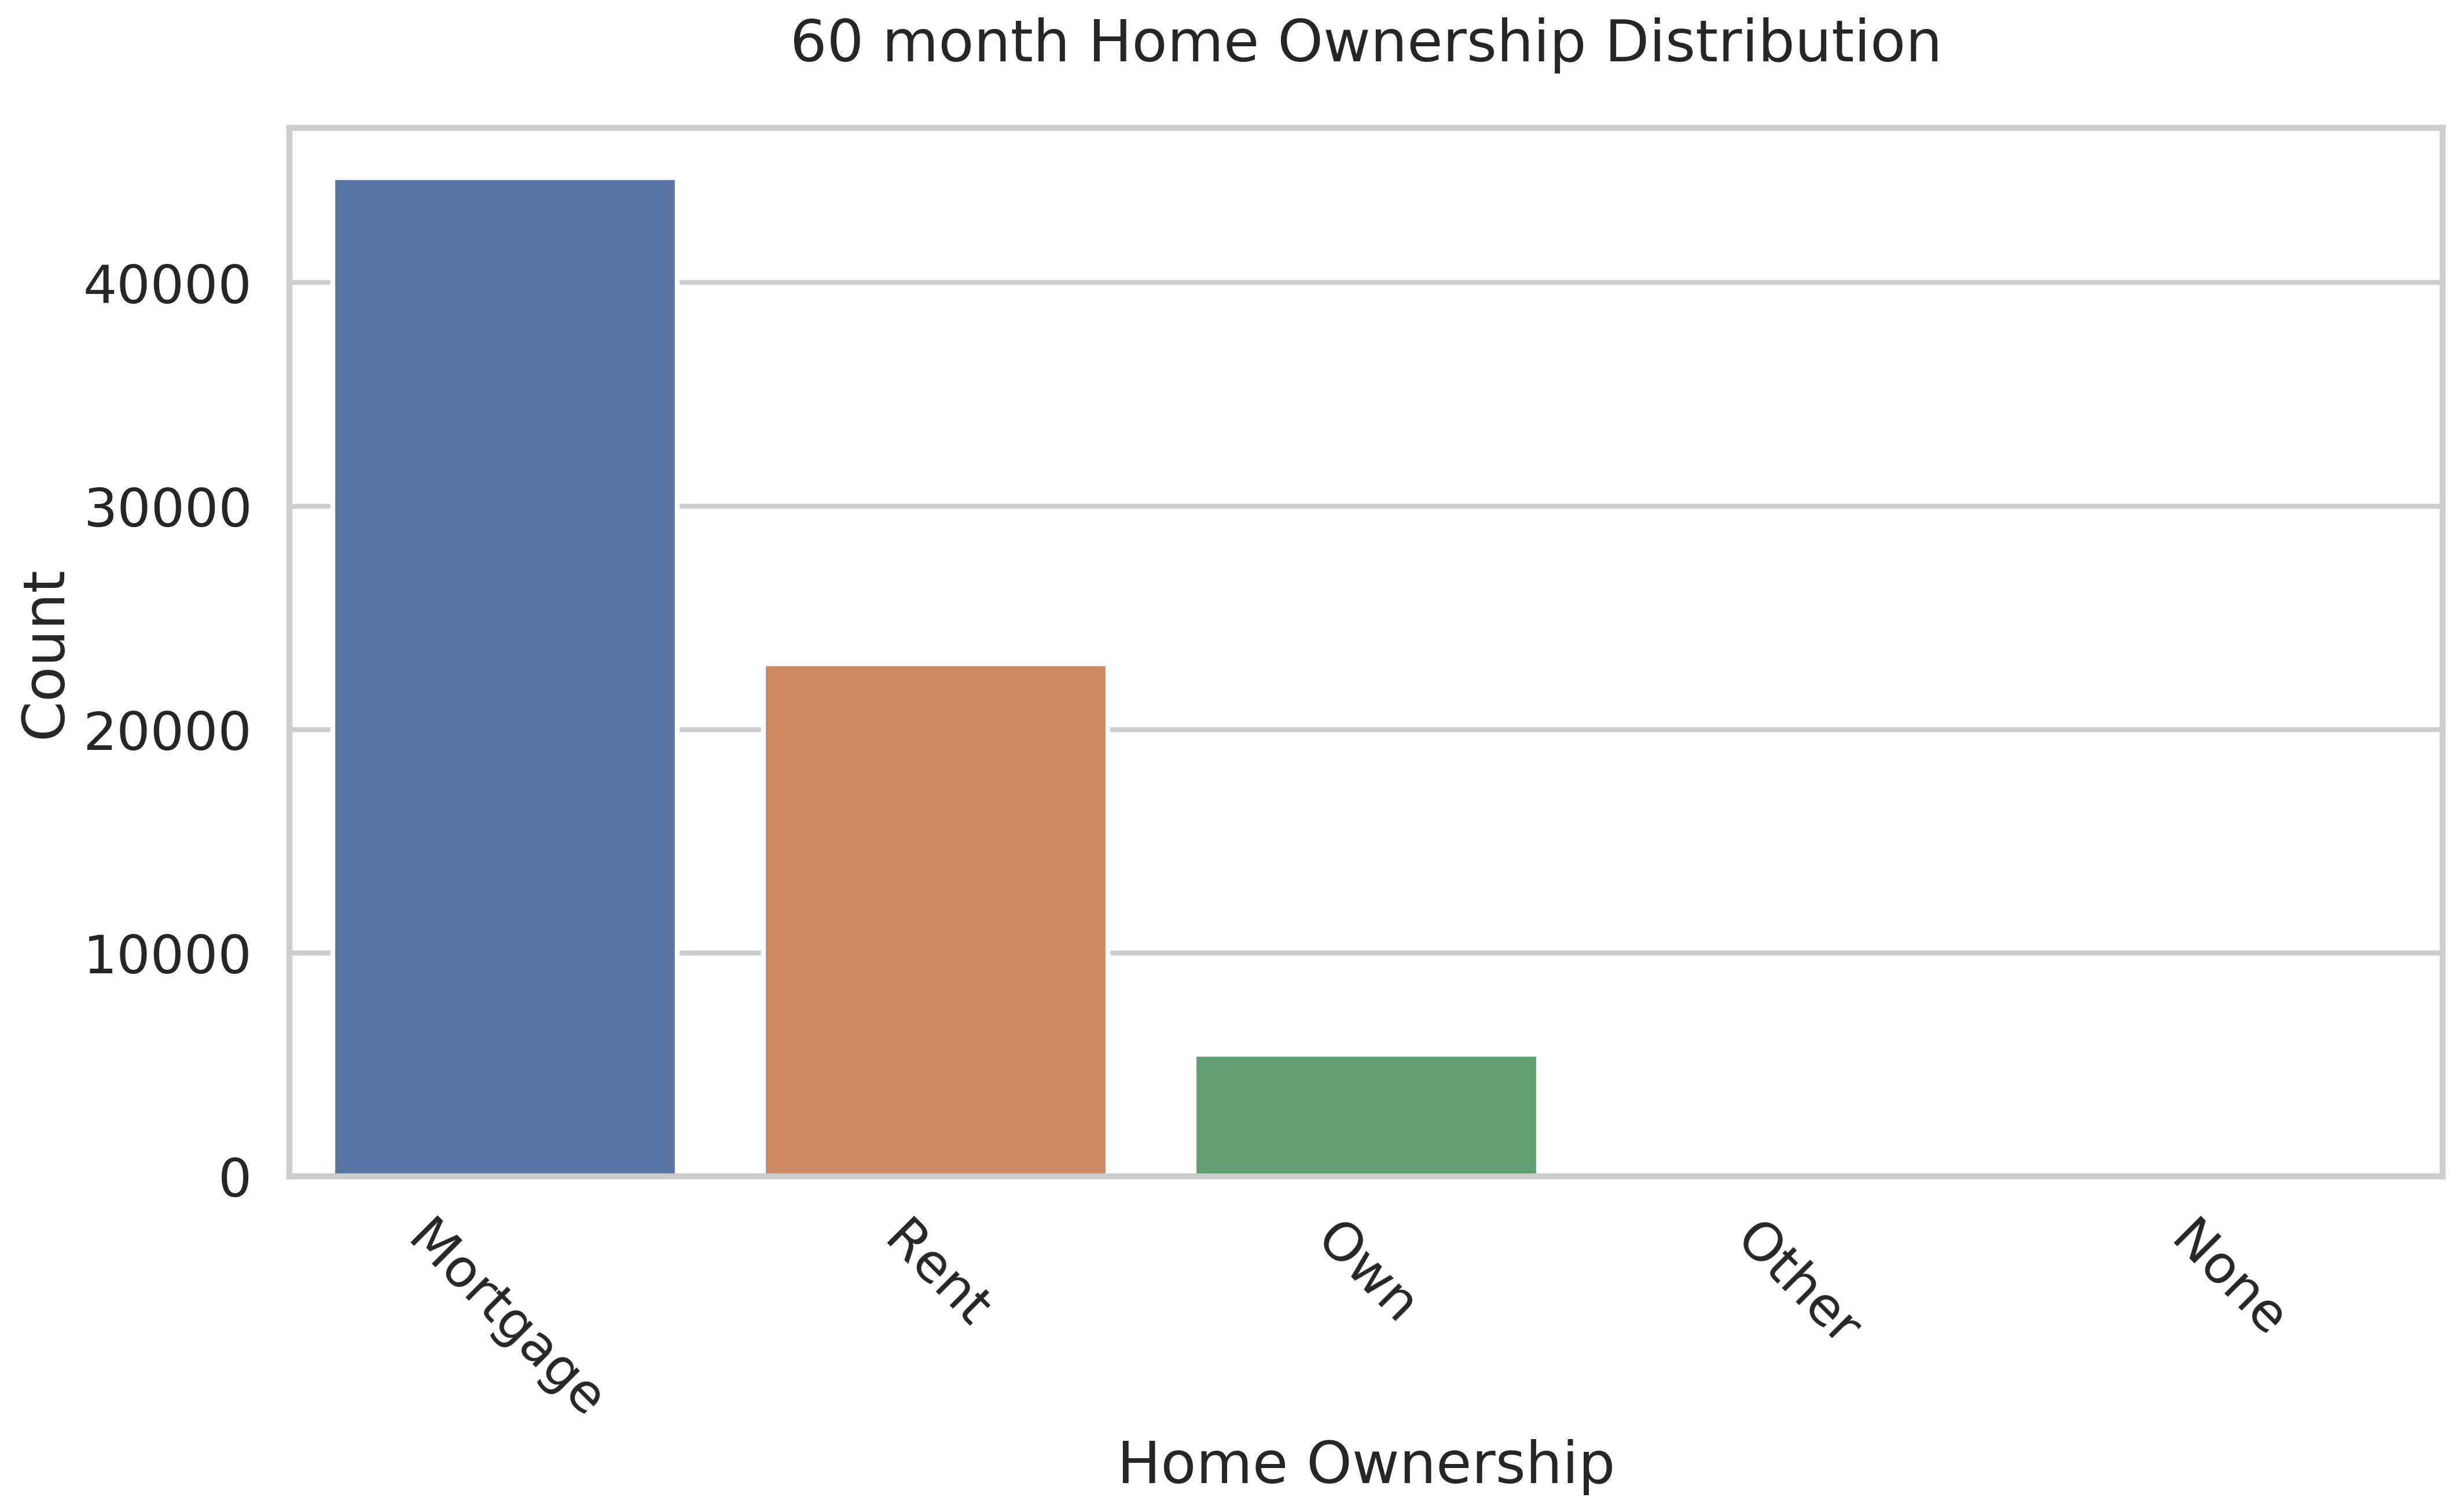 60 month Home Ownership Distribution
Count
40000
30000
20000
10000
0
Mortgage
Rent
Own
Other
None
Home Ownership